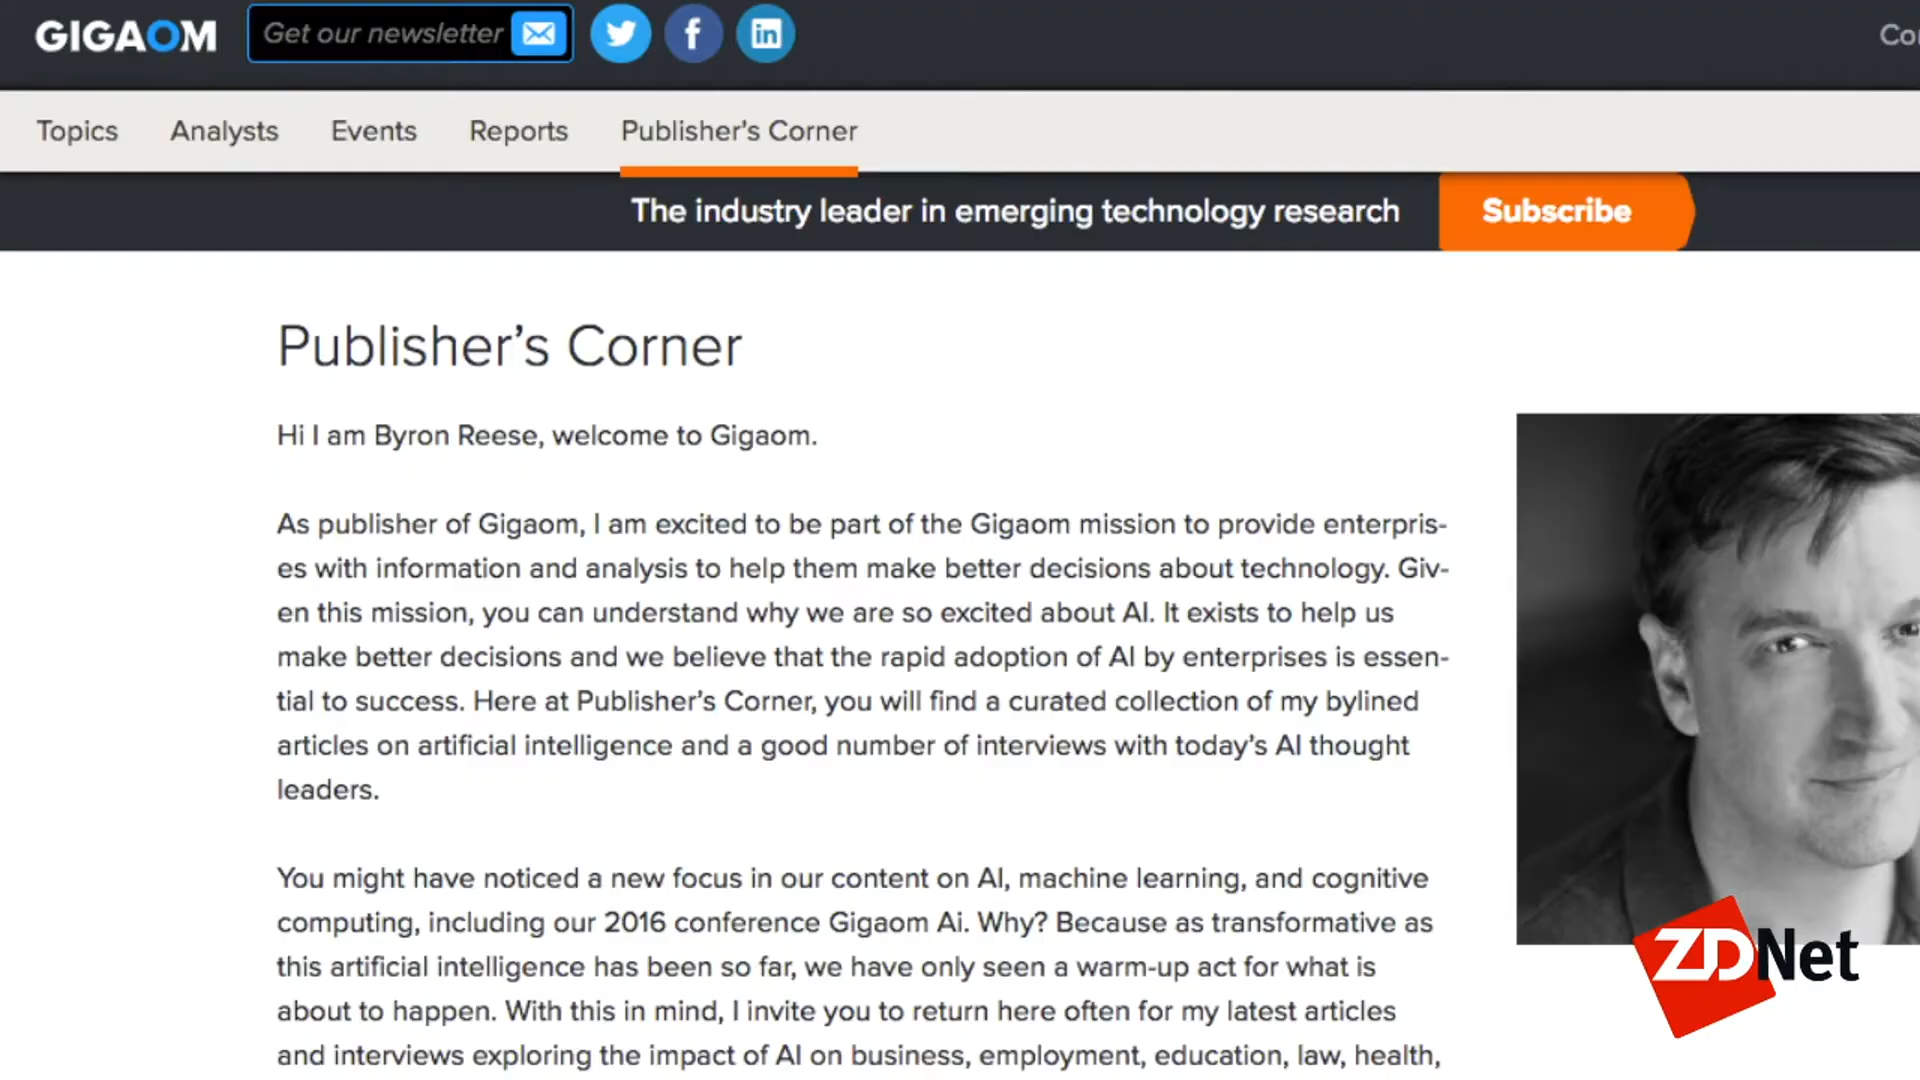 GIGAOM
Get our newsletter
f
in
Topics Analysts Events Reports Publisher's Corner
The industry leader in emerging technology research Subscribe
Publisher's Corner
Hi I am Byron Reese, welcome to Gigaom.
As publisher of Gigaom, I am excited to be part of the Gigaom mission to provide enterpris-
es with information and analysis to help them make better decisions about technology. Giv-
en this mission, you can understand why we are so excited about AI. It exists to help us
make better decisions and we believe that the rapid adoption of AI by enterprises is essen-
tial to success. Here at Publisher's Corner, you will find a curated collection of my bylined
articles on artificial intelligence and a good number of interviews with today's AI thought
leaders.
You might have noticed a new focus in our content on AI, machine learning, and cognitive
computing, including our 2016 conference Gigaom Ai. Why? Because as transformative as
this artificial intelligence has been so far, we have only seen a warm-up act for what is
about to happen. With this in mind, I invite you to return here often for my latest articles
and interviews exploring the impact of AI on business, employment, education, law, health,
ZDNet